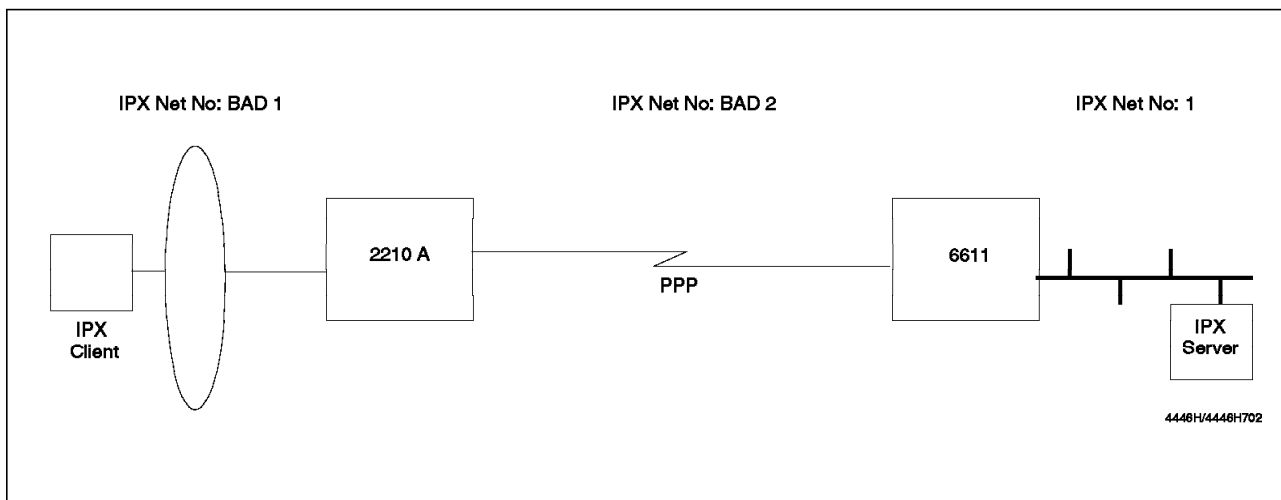 IPX Net No: BAD 1
IPX Net No: BAD 2
IPX Net No: 1
2210 A
6611
PPP
IPX
Client
IPX
Server
4446H/4446H702